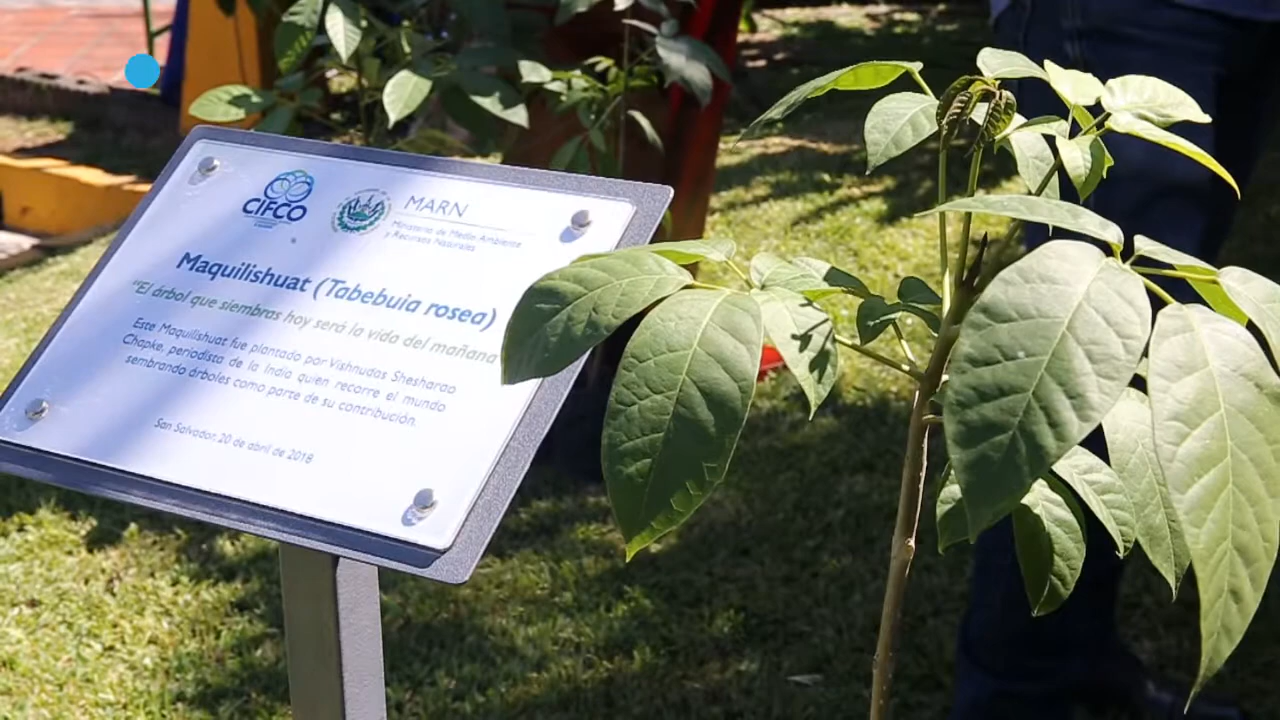 CIFCO
MARN
Ministerio de Medio Ambiente
y Recursos Naturales
Maquilishuat (Tabebuia rosea)
"El árbol que siembras hoy será la vida del mañana
Este Maquilishuat fue plantado por Vishnudas Shesharao
Chapke, periodista de la India quien recorre el mundo
sembrando árboles como parte de su contribución.
San Salvador, 20 de abril de 2018